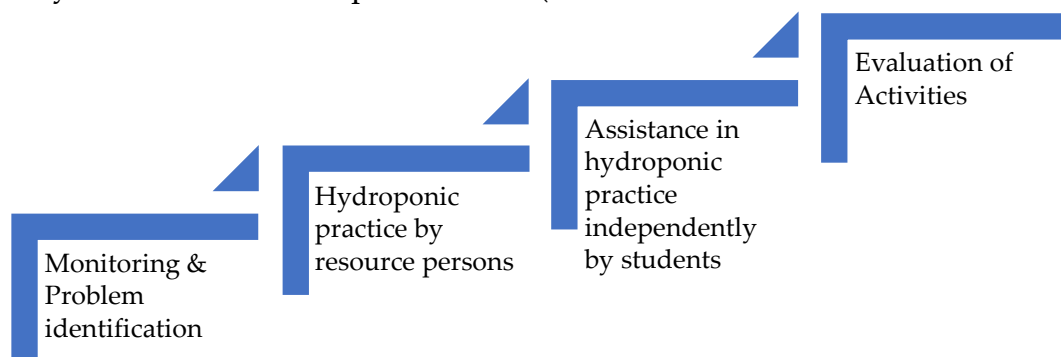 Monitoring &
Problem
identification
Hydroponic
practice by
resource persons
Assistance in
hydroponic
practice
independently
by students
Evaluation of
Activities